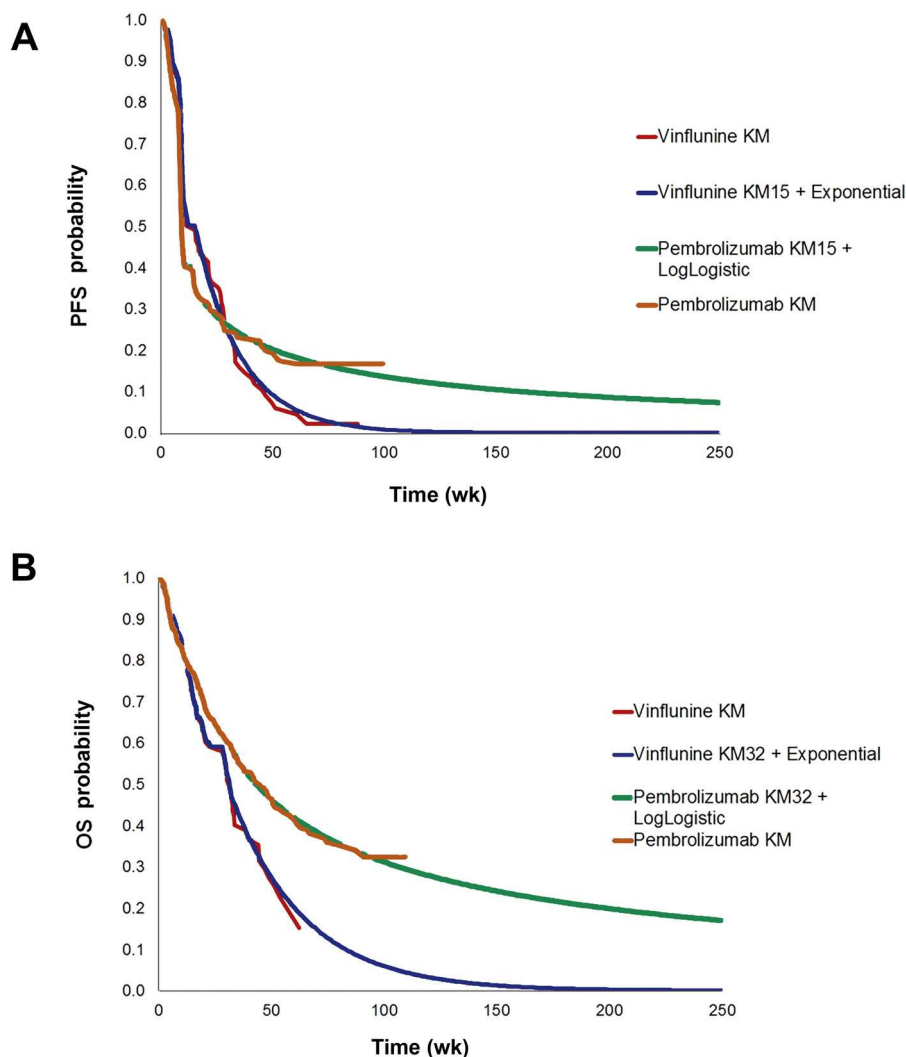 A
PFS probability
1.0
0.9
0.8
0.7
0.6
0.5
0.4
0.3
0.2
0.1
0.0
0
50
100
150
200
250
Time (wk)
Vinflunine KM
Vinflunine KM15 + Exponential
Pembrolizumab KM15 +
LogLogistic
Pembrolizumab KM
B
OS probability
1.0
0.9
0.8
0.7
0.6
0.5
0.4
0.3
0.2
0.1
0.0
0
50
100
150
200
250
Time (wk)
Vinflunine KM
Vinflunine KM32 + Exponential
Pembrolizumab KM32 +
LogLogistic
Pembrolizumab KM